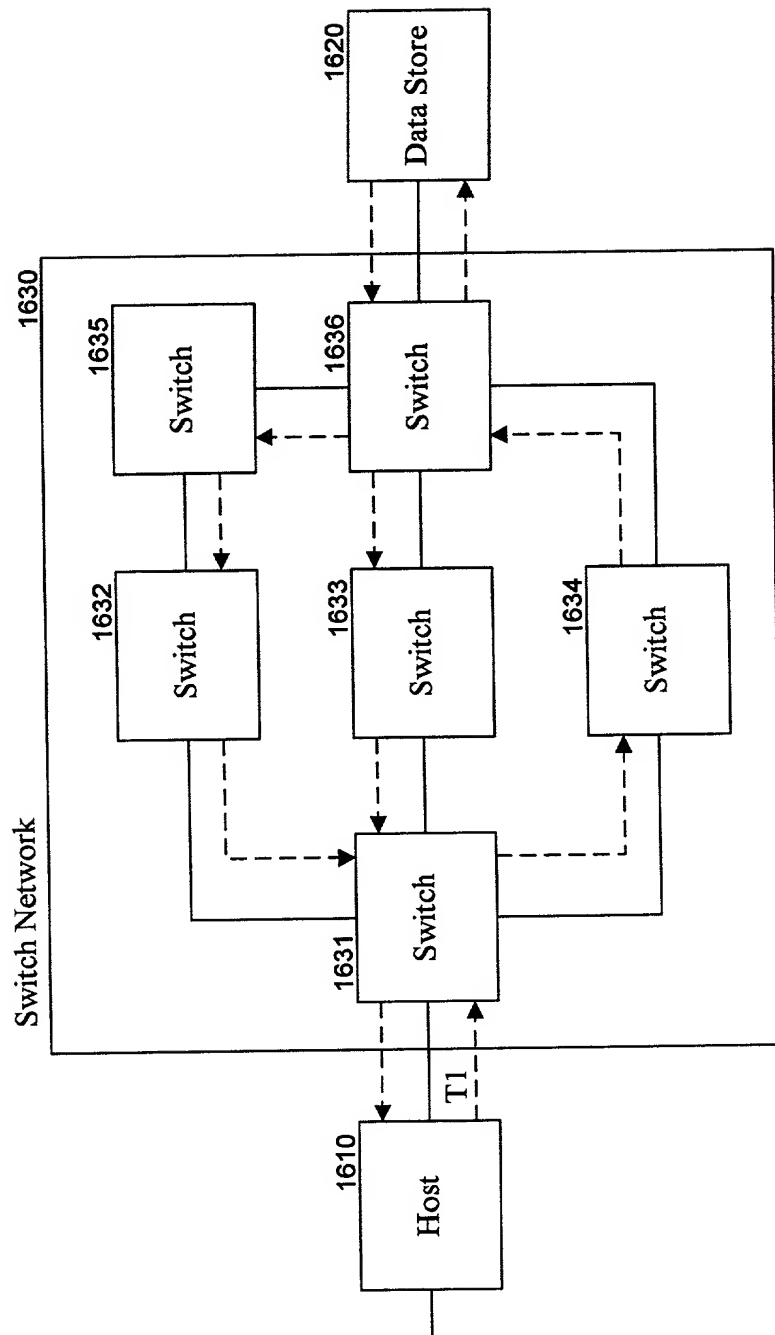 Switch Network
1630
1610
Host
T1
1631
Switch
1632
Switch
1633
Switch
1634
Switch
1635
Switch
1636
Switch
1620
Data Store